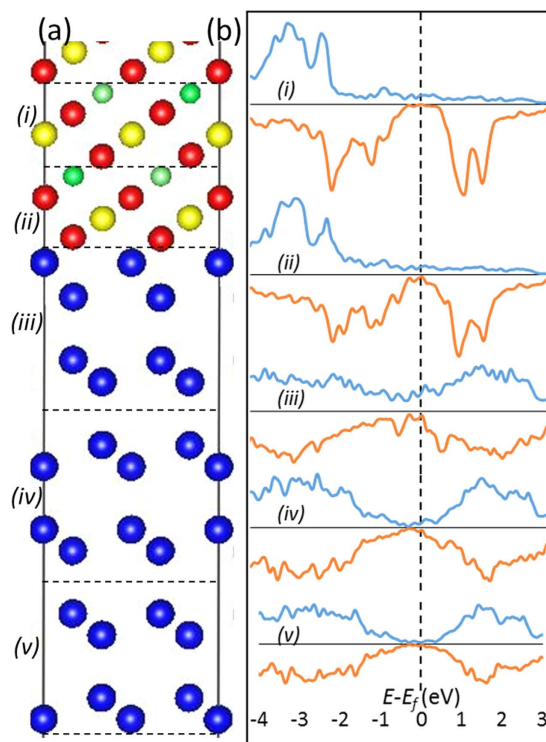 (a)
(b)
(i)
(ii)
(iii)
(iv)
(v)
(i)
(ii)
(iii)
(iv)
(v)
E-Ef (eV)
-4 -3 -2 -1 0 1 2 3